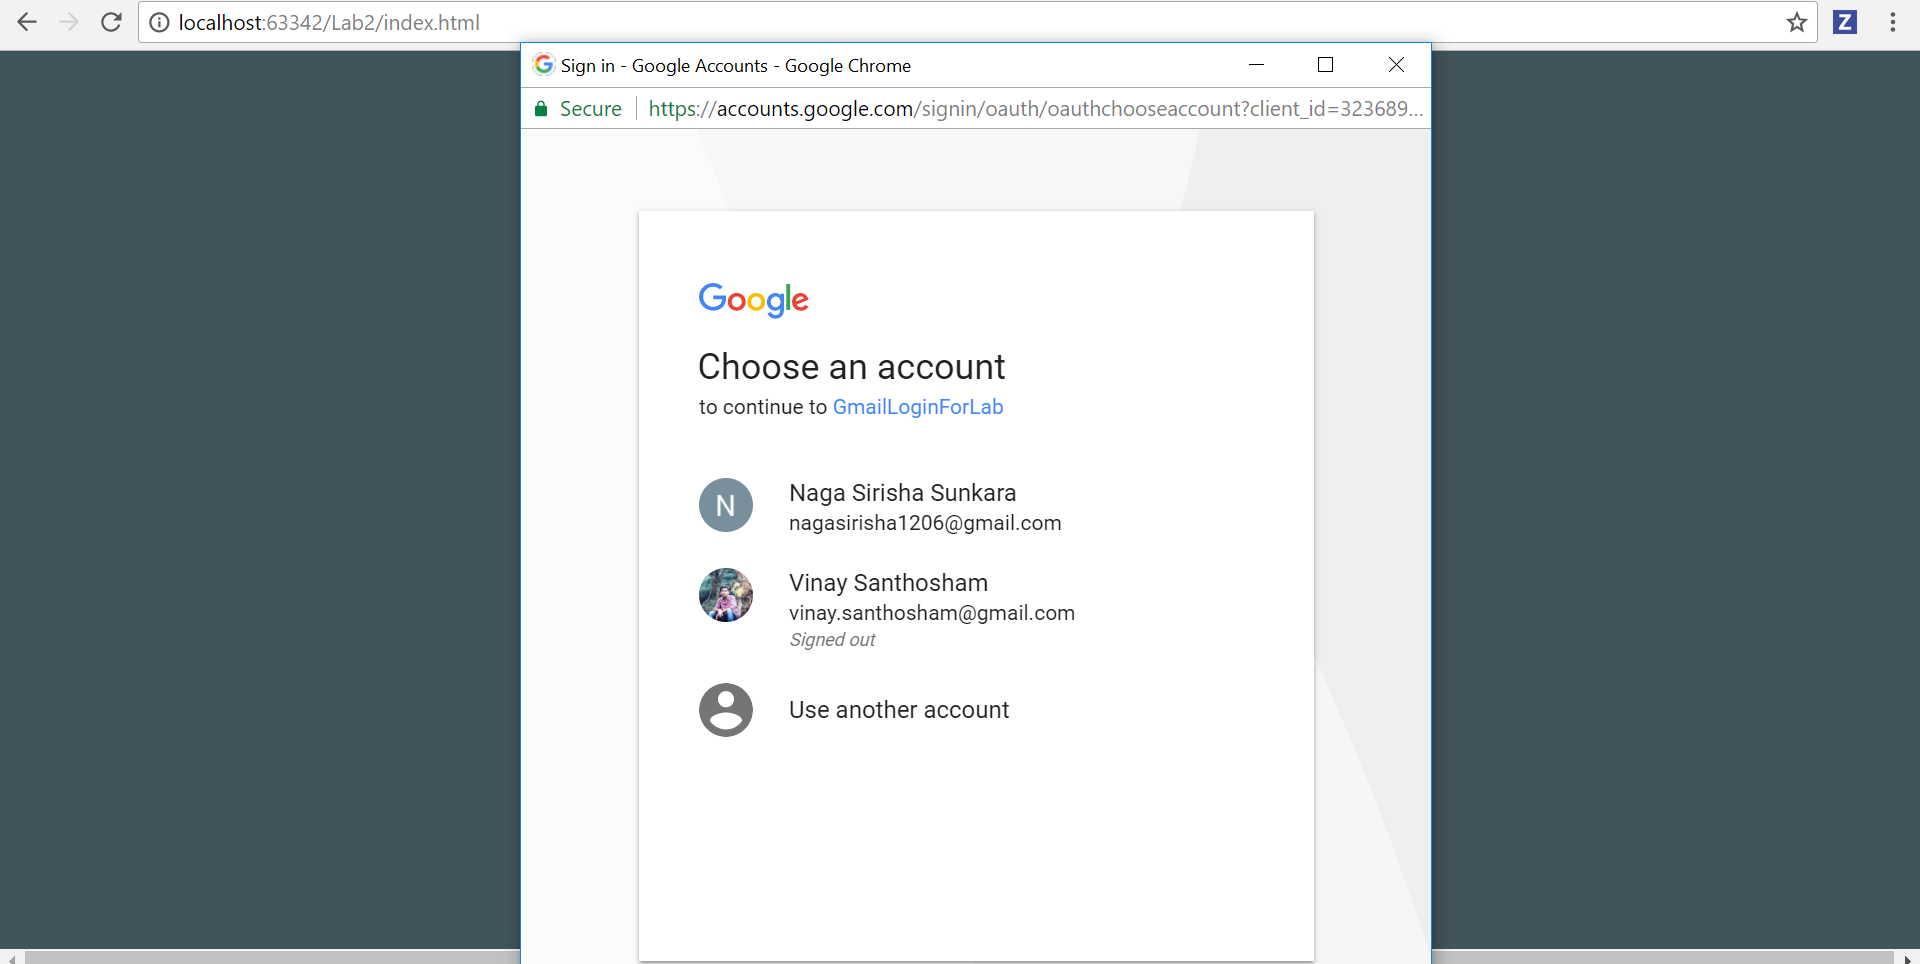 localhost:63342/Lab2/index.html
Z
Sign in - Google Accounts - Google Chrome
Secure
https://accounts.google.com/signin/oauth/oauthchooseaccount?client_id=323689...
Google
Choose an account
to continue to GmailLoginForLab
N
Naga Sirisha Sunkara
nagasirisha1206@gmail.com
Vinay Santhosham
vinay.santhosham@gmail.com
Signed out
Use another account